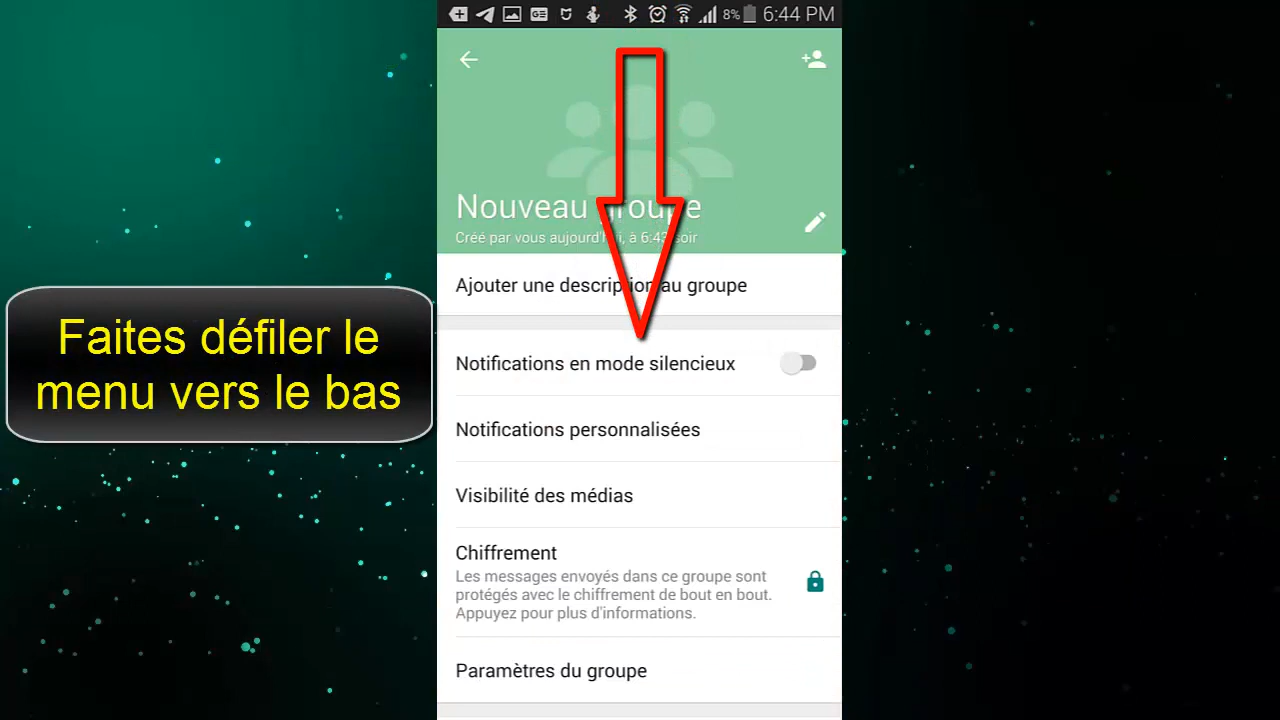 8% 6:44 PM
Nouveau groupe
Créé par vous aujourd'hui, à 6:43 soir
Ajouter une description au groupe
Faites défiler le
menu vers le bas
Notifications en mode silencieux
Notifications personnalisées
Visibilité des médias
Chiffrement
Les messages envoyés dans ce groupe sont
protégés avec le chiffrement de bout en bout.
Appuyez pour plus d'informations.
Paramètres du groupe